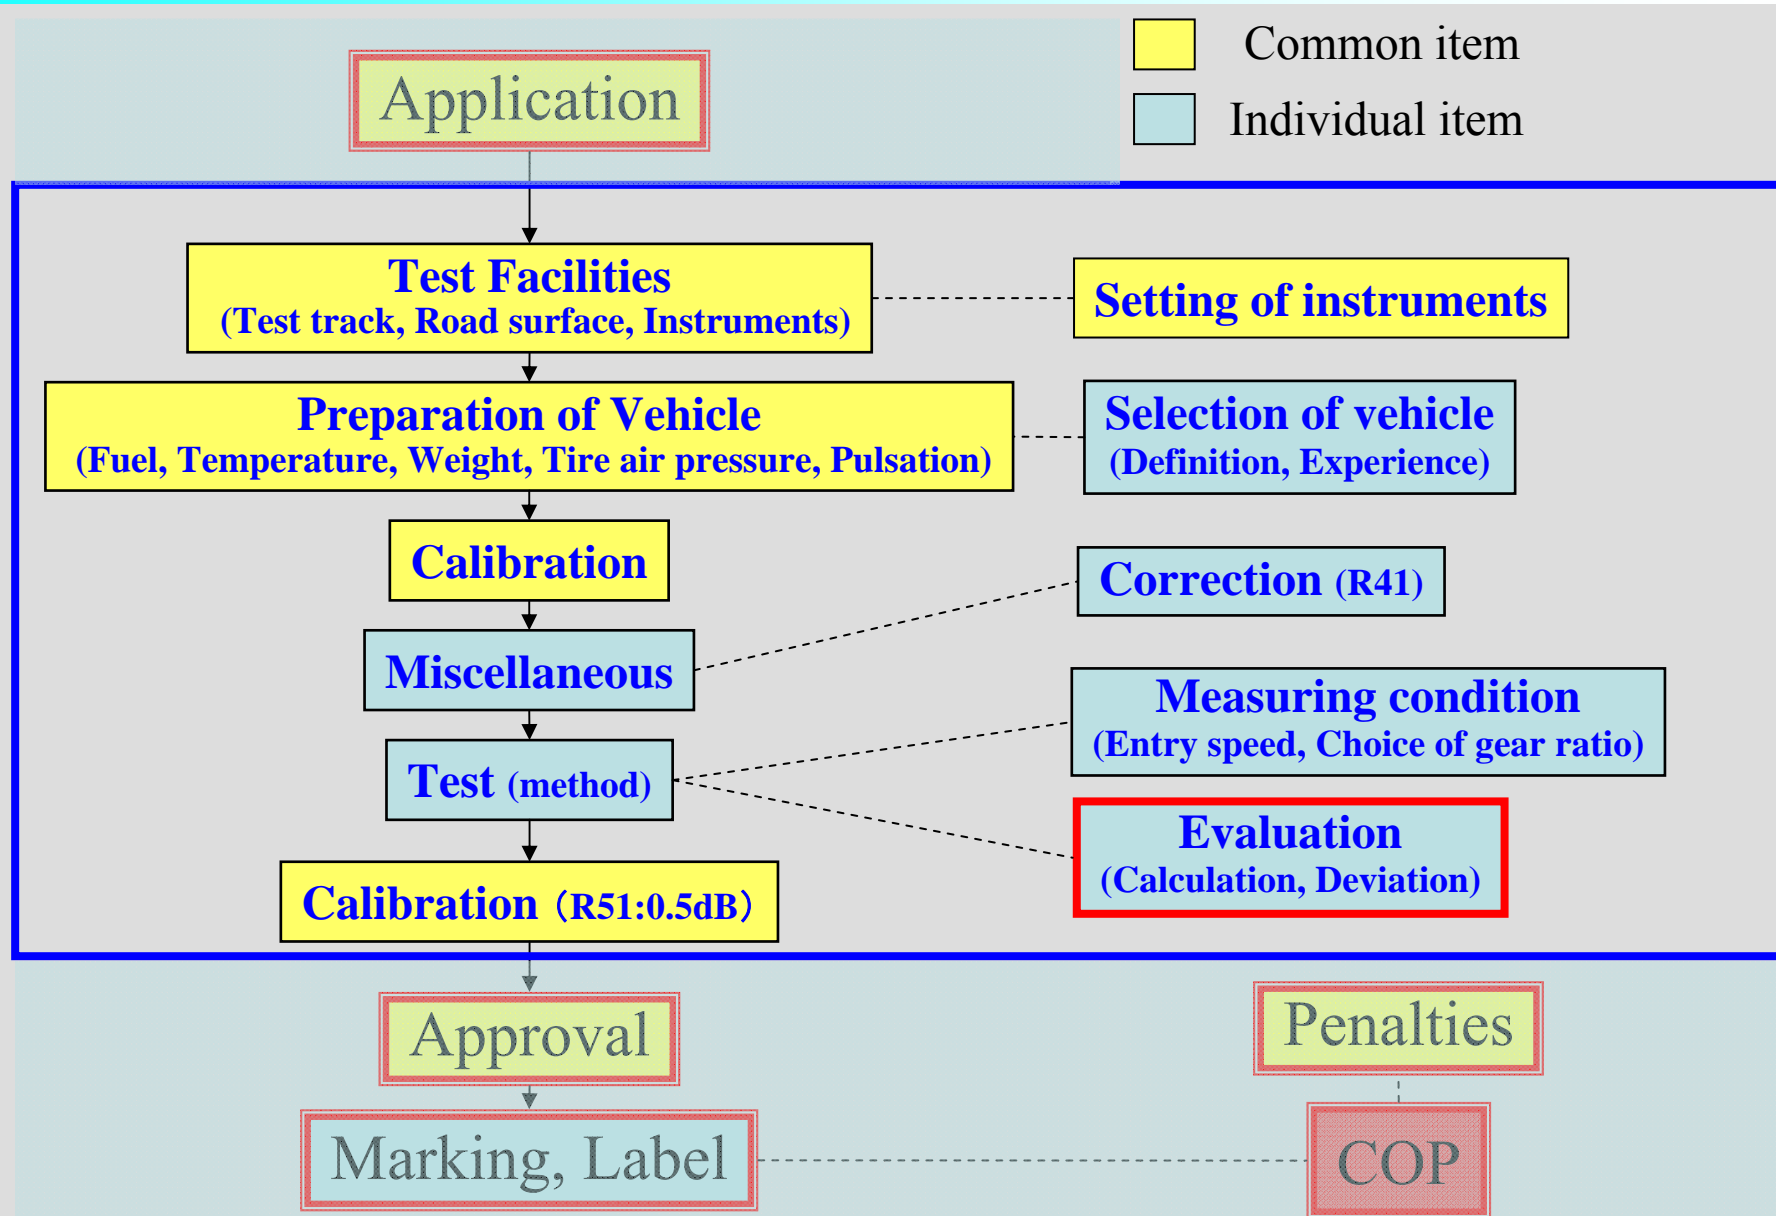 Common item
Individual item
Application
Test Facilities
(Test track, Road surface, Instruments)
Setting of instruments
Preparation of Vehicle
(Fuel, Temperature, Weight, Tire air pressure, Pulsation)
Selection of vehicle
(Definition, Experience)
Calibration
Correction (R41)
Miscellaneous
Measuring condition
(Entry speed, Choice of gear ratio)
Test (method)
Evaluation
(Calculation, Deviation)
Calibration（R51:0.5dB）
Approval
Penalties
Marking, Label
COP